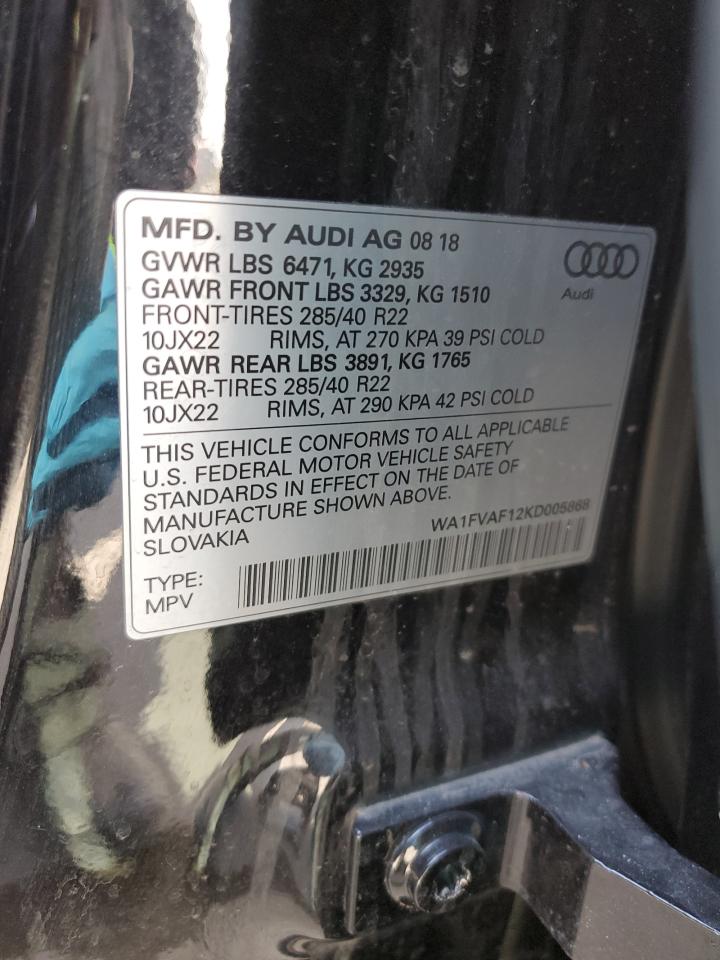 MFD. BY AUDI AG 08 18
GVWR LBS 6471, KG 2935
GAWR FRONT LBS 3329, KG 1510
FRONT-TIRES 285/40 R22
10JX22 RIMS, AT 270 KPA 39 PSI COLD
GAWR REAR LBS 3891, KG 1765
REAR-TIRES 285/40 R22
10JX22 RIMS, AT 290 KPA 42 PSI COLD
Audi
THIS VEHICLE CONFORMS TO ALL APPLICABLE
U.S. FEDERAL MOTOR VEHICLE SAFETY
STANDARDS IN EFFECT ON THE DATE OF
MANUFACTURE SHOWN ABOVE.
SLOVAKIA
WA1FVAF12KD005868
TYPE:
MPV